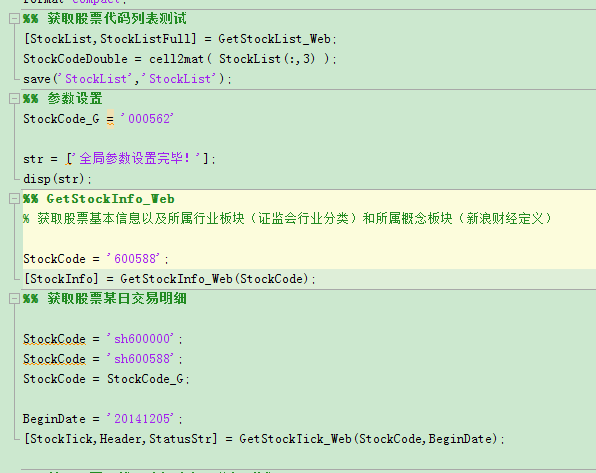 format compact;
%% 获取股票代码列表测试
[StockList,StockListFull] = GetStockList_Web;
StockCodeDouble = cell2mat( StockList(:,3) );
save('StockList','StockList');
%% 参数设置
StockCode_G = '000562'
str = ['全局参数设置完毕！'];
disp(str);
%% GetStockInfo_Web
% 获取股票基本信息以及所属行业板块（证监会行业分类）和所属概念板块（新浪财经定义）
StockCode = '600588';
[StockInfo] = GetStockInfo_Web(StockCode);
%% 获取股票某日交易明细
StockCode = 'sh600000';
StockCode = 'sh600588';
StockCode = StockCode_G;
BeginDate = '20141205';
[StockTick,Header,StatusStr] = GetStockTick_Web(StockCode,BeginDate);